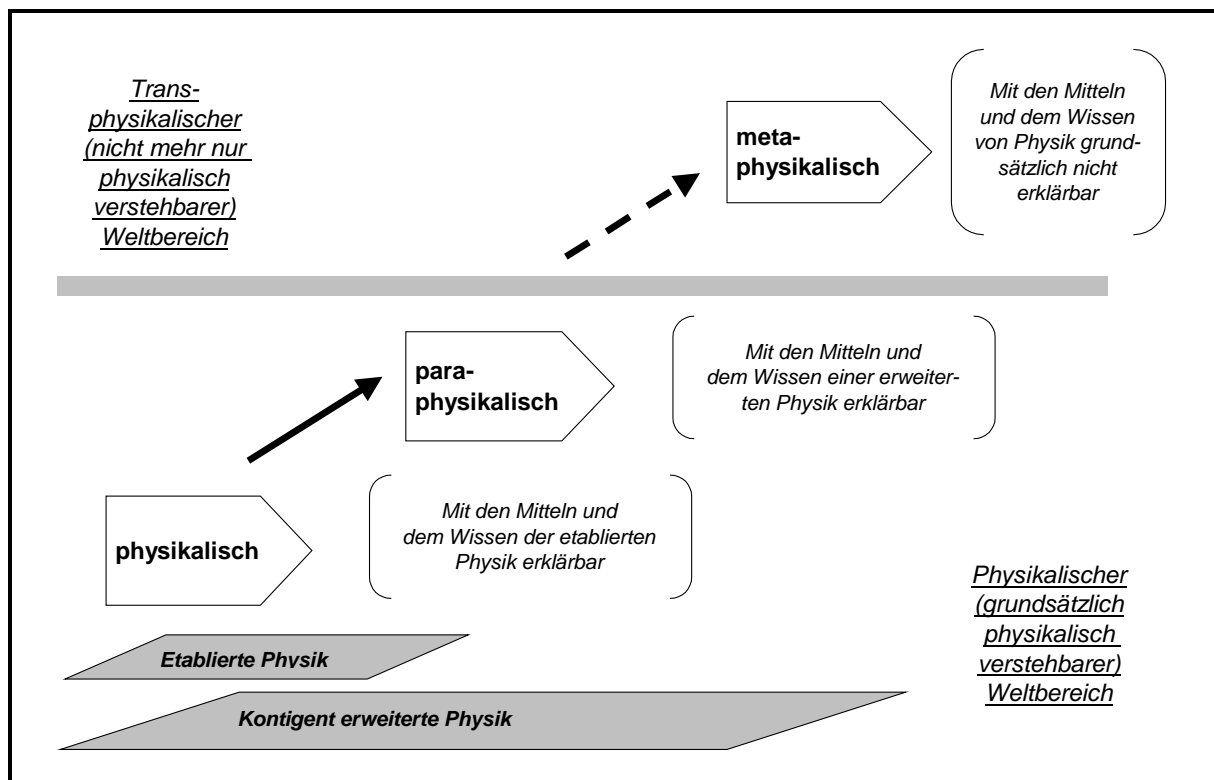 Trans-
physikalischer
(nicht mehr nur
physikalisch
verstehbarer)
Weltbereich
meta-
physikalisch
Mit den Mitteln
und dem Wissen
von Physik grund-
sätzlich nicht
erklärbar
para-
physikalisch
Mit den Mitteln und
dem Wissen einer erweiter-
ten Physik erklärbar
physikalisch
Mit den Mitteln und
dem Wissen der etablierten
Physik erklärbar
Physikalischer
(grundsätzlich
physikalisch
verstehbarer)
Weltbereich
Etablierte Physik
Kontigent erweiterte Physik